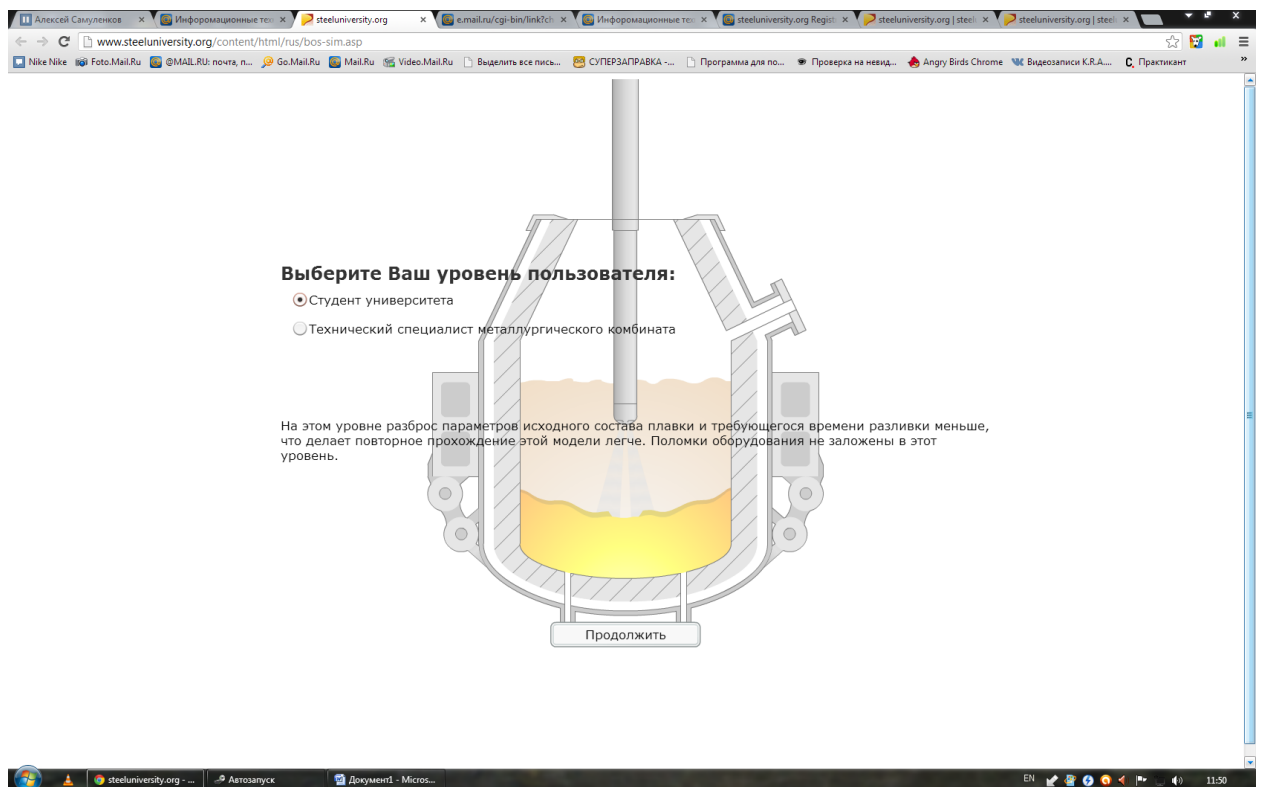 Алексей Самуленков
Информационные тех
steeluniversity.org
e.mail.ru/cgi-bin/link?ch
Информационные тех
steeluniversity.org Regist
steeluniversity.org | steel
steeluniversity.org | steel
www.steeluniversity.org/content/html/rus/bos-sim.asp
Nike Nike
Foto.Mail.Ru
@MAIL.RU: почта, п...
Go.Mail.Ru
Mail.Ru
Video.Mail.Ru
Выделить все пись...
СУПЕРЗАПРАВКА -...
Программа для по...
Проверка на невид...
Angry Birds Chrome
Видеозаписи K.R.A....
Практикант
Выберите Ваш уровень пользователя:
Студент университета
Технический специалист металлургического комбината
На этом уровне разброс параметров исходного состава плавки и требующегося времени разливки меньше,
что делает повторное прохождение этой модели легче. Поломки оборудования не заложены в этот
уровень.
Продолжить
steeluniversity.org - ...
Автозапуск
Документ1 - Micros...
EN
11:50